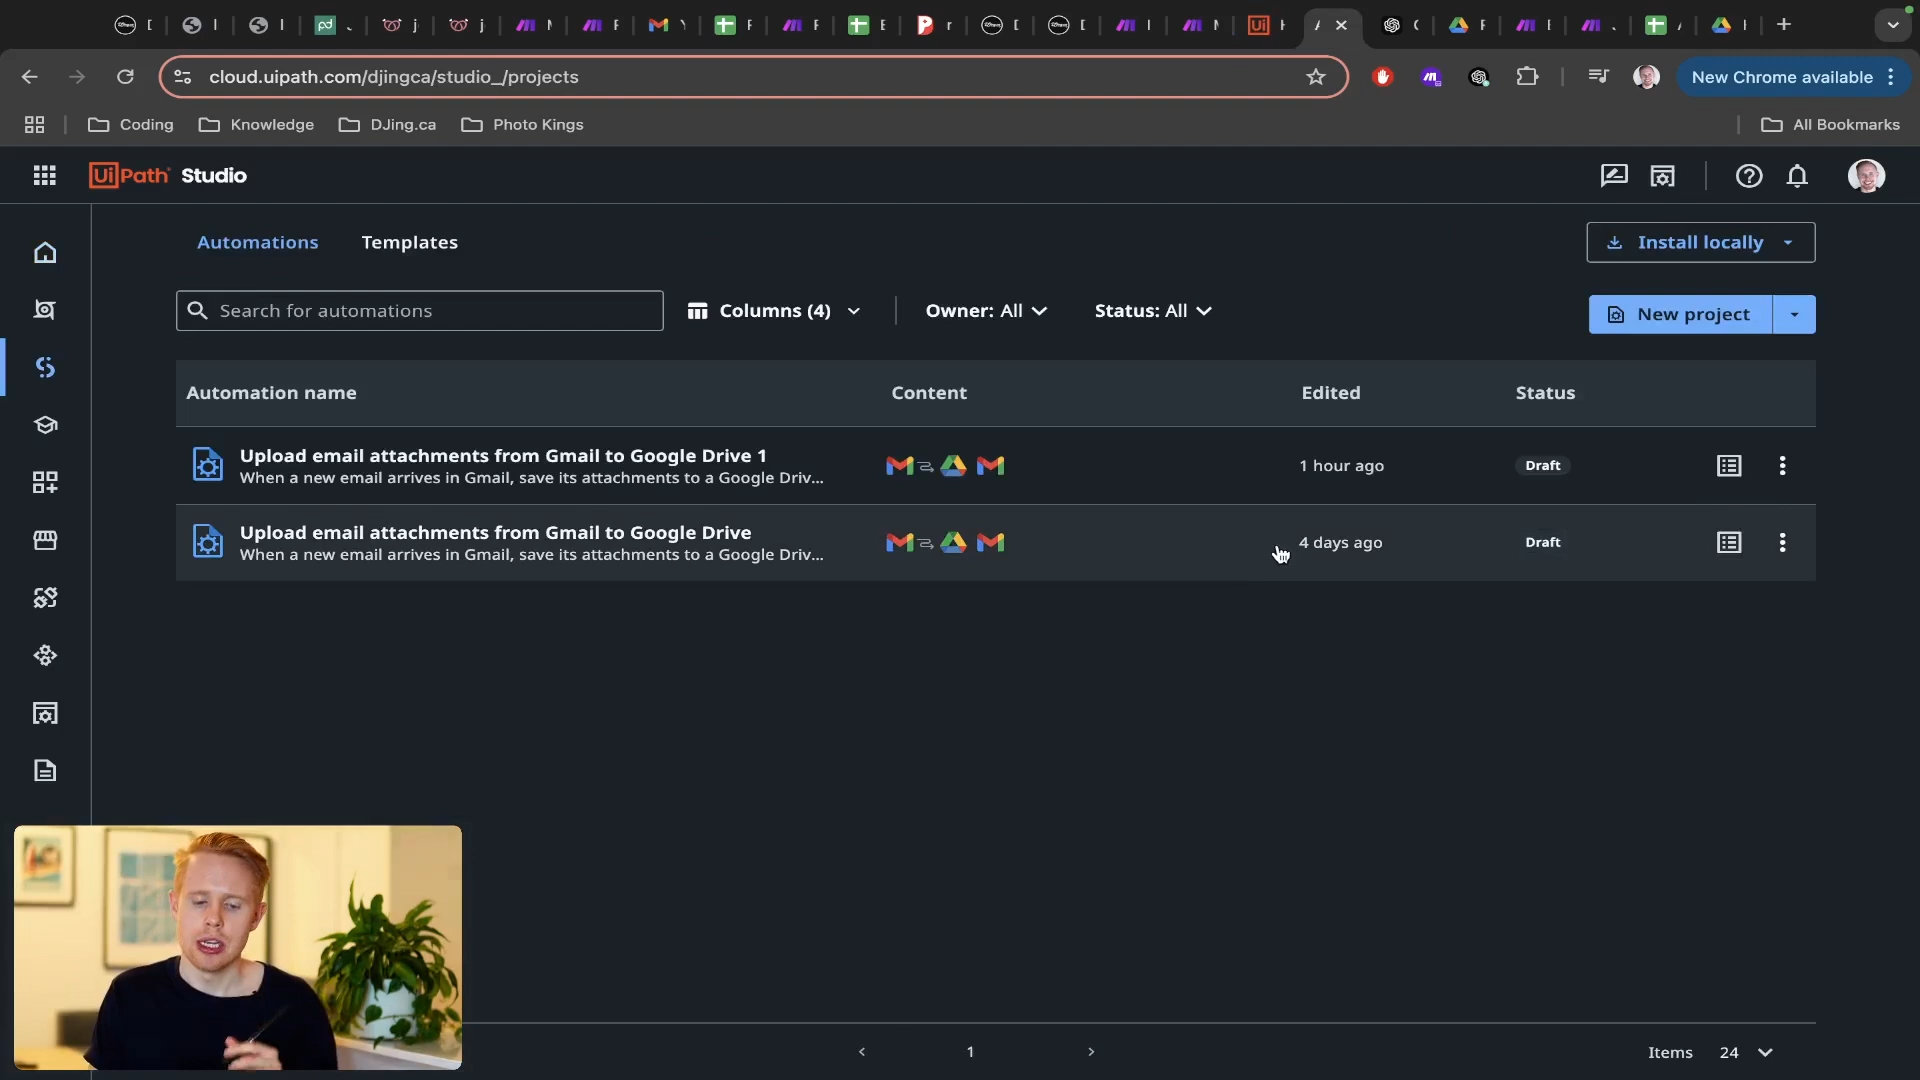 cloud.uipath.com/djingca/studio_/projects
New Chrome available
Coding
Knowledge
DJing.ca
Photo Kings
All Bookmarks
UiPath Studio
Automations
Templates
Install locally
Search for automations
Columns (4)
Owner: All
Status: All
New project
Automation name
Content
Edited
Status
Upload email attachments from Gmail to Google Drive 1
When a new email arrives in Gmail, save its attachments to a Google Driv...
1 hour ago
Draft
Upload email attachments from Gmail to Google Drive
When a new email arrives in Gmail, save its attachments to a Google Driv...
4 days ago
Draft
1
Items 24